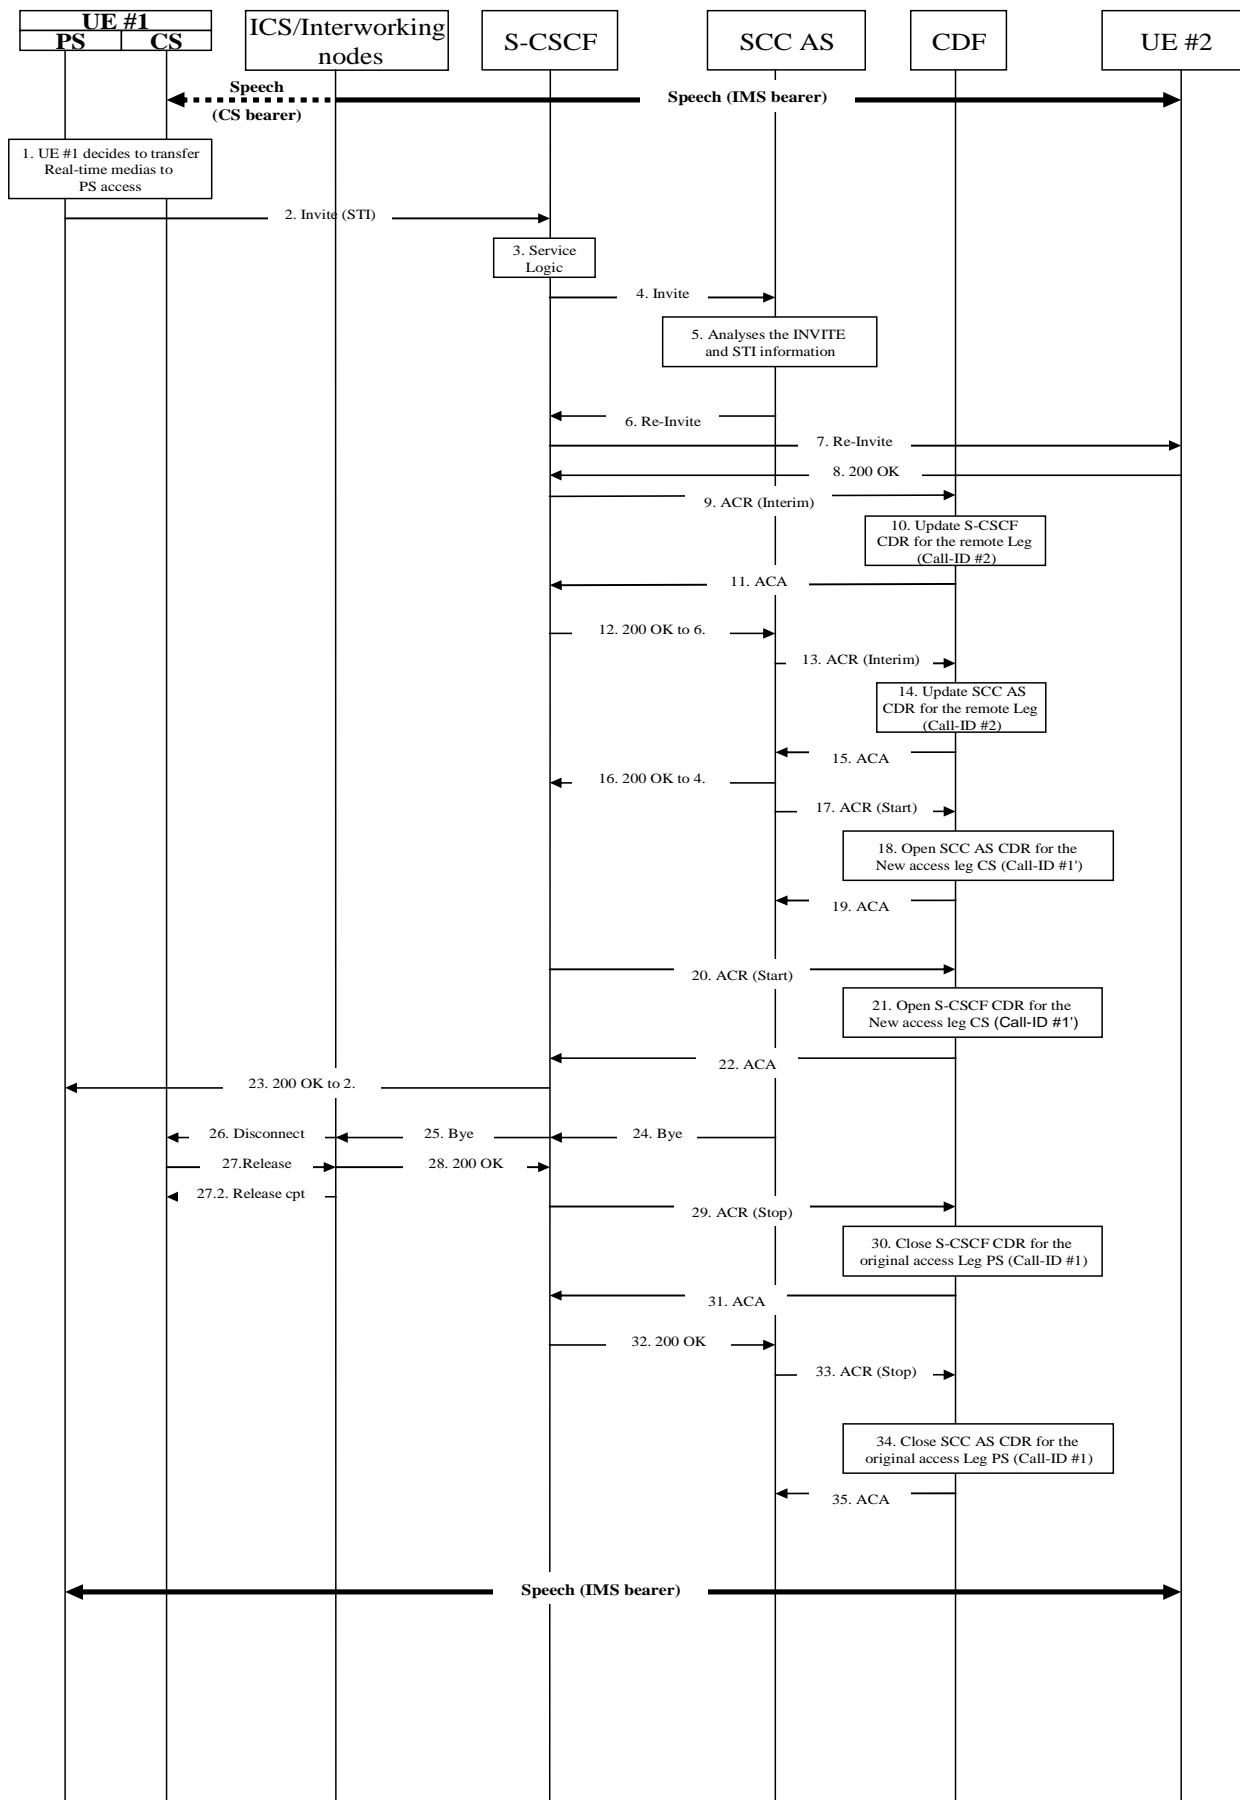 UE #1
PS CS
ICS/Interworking
nodes
S-CSCF
SCC AS
CDF
UE #2
Speech
(CS bearer)
Speech (IMS bearer)
1. UE #1 decides to transfer
Real-time medias to
PS access
2. Invite (STI)
3. Service
Logic
4. Invite
5. Analyses the INVITE
and STI information
6. Re-Invite
7. Re-Invite
8. 200 OK
9. ACR (Interim)
10. Update S-CSCF
CDR for the remote Leg
(Call-ID #2)
11. ACA
12. 200 OK to 6.
13. ACR (Interim)
14. Update SCC AS
CDR for the remote Leg
(Call-ID #2)
15. ACA
16. 200 OK to 4.
17. ACR (Start)
18. Open SCC AS CDR for the
New access leg CS (Call-ID #1')
19. ACA
20. ACR (Start)
21. Open S-CSCF CDR for the
New access leg CS (Call-ID #1')
22. ACA
23. 200 OK to 2.
26. Disconnect
25. Bye
24. Bye
27.Release
28. 200 OK
27.2. Release cpt
29. ACR (Stop)
30. Close S-CSCF CDR for the
original access Leg PS (Call-ID #1)
31. ACA
32. 200 OK
33. ACR (Stop)
34. Close SCC AS CDR for the
original access Leg PS (Call-ID #1)
35. ACA
Speech (IMS bearer)